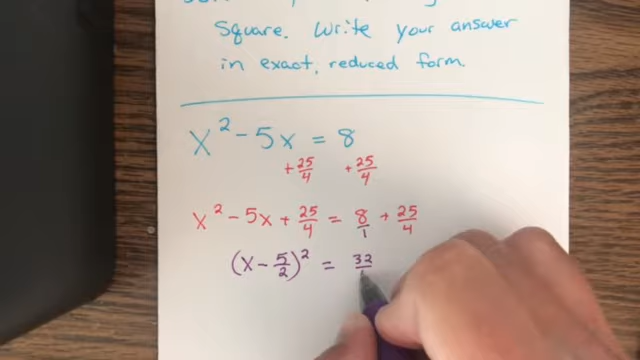 Square. Write your answer
in exact, reduced form.
x² - 5x = 8
+ 25/4 + 25/4
x² - 5x + 25/4 = 8/1 + 25/4
(x - 5/2)² = 32/